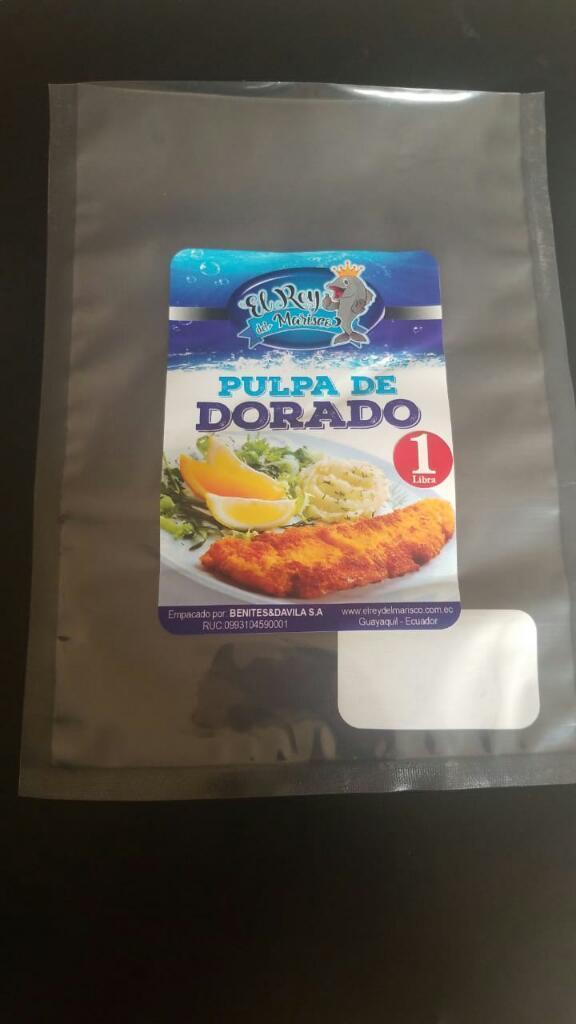 El Rey
del Marisco
PULPA DE
DORADO
1
Libra
Empacado por: BENITES&DAVILA S.A
RUC.0993104590001
www.elreydelmarisco.com.ec
Guayaquil - Ecuador